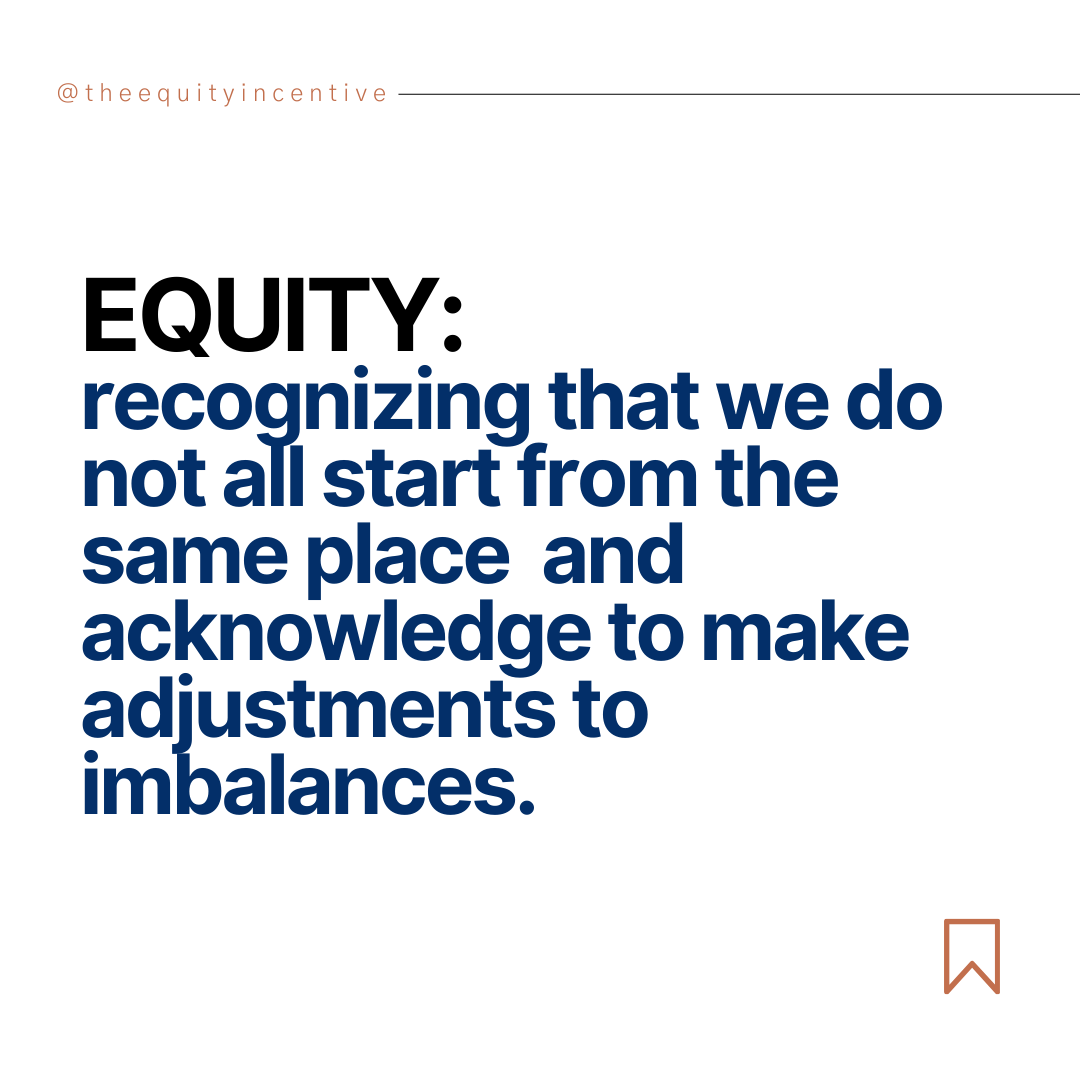 @theequityincentive
EQUITY:
recognizing that we do
not all start from the
same place  and
acknowledge to make
adjustments to
imbalances.